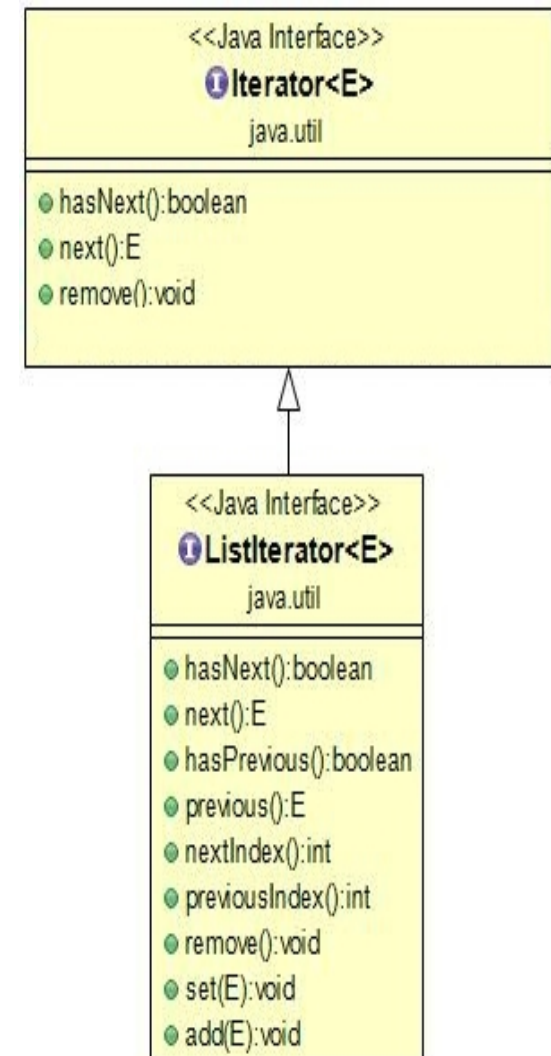 <<Java Interface>>
Iterator<E>
java.util
hasNext():boolean
next():E
remove():void
<<Java Interface>>
ListIterator<E>
java.util
hasNext():boolean
next():E
hasPrevious():boolean
previous():E
nextIndex():int
previousIndex():int
remove():void
set(E):void
add(E):void